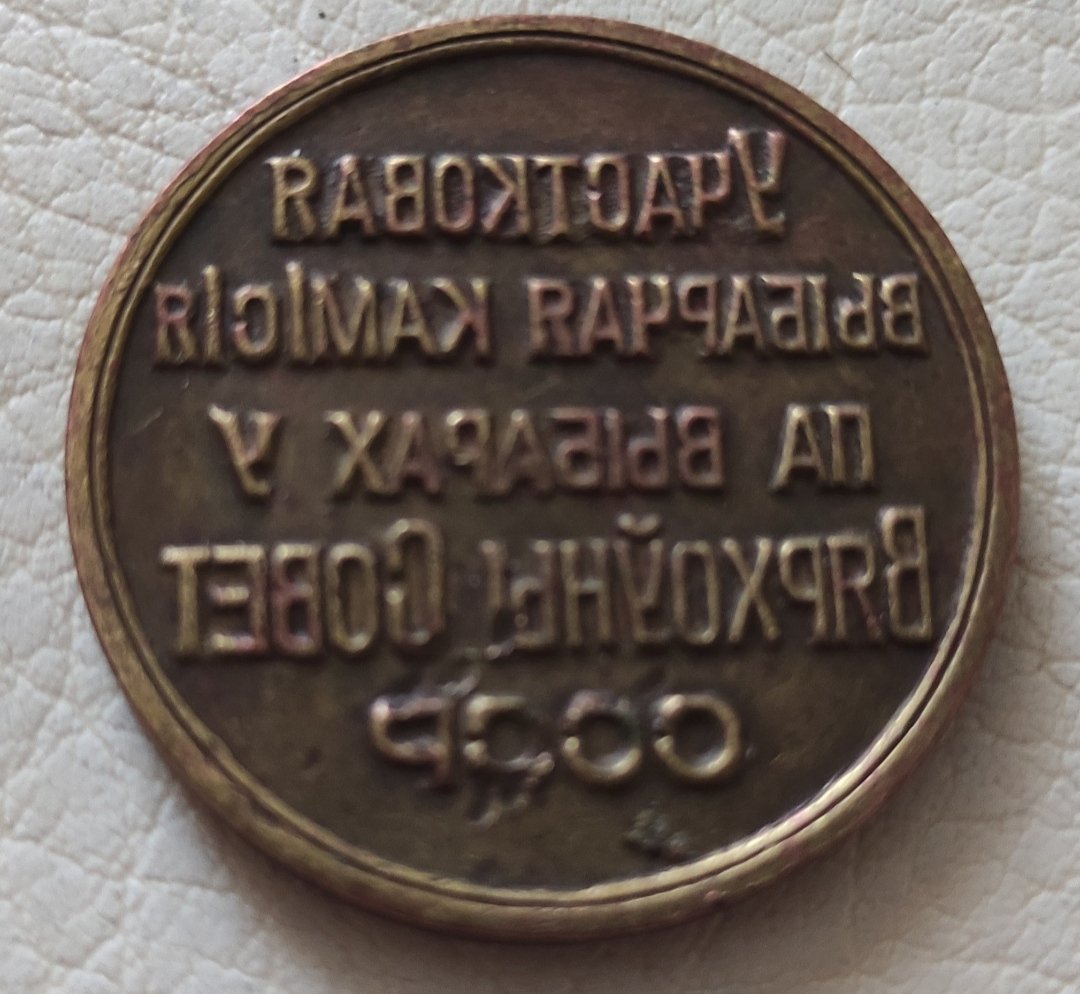 Участковая
выбарчая камісія
па выбарах у
Вярхоўны Совет
СССР